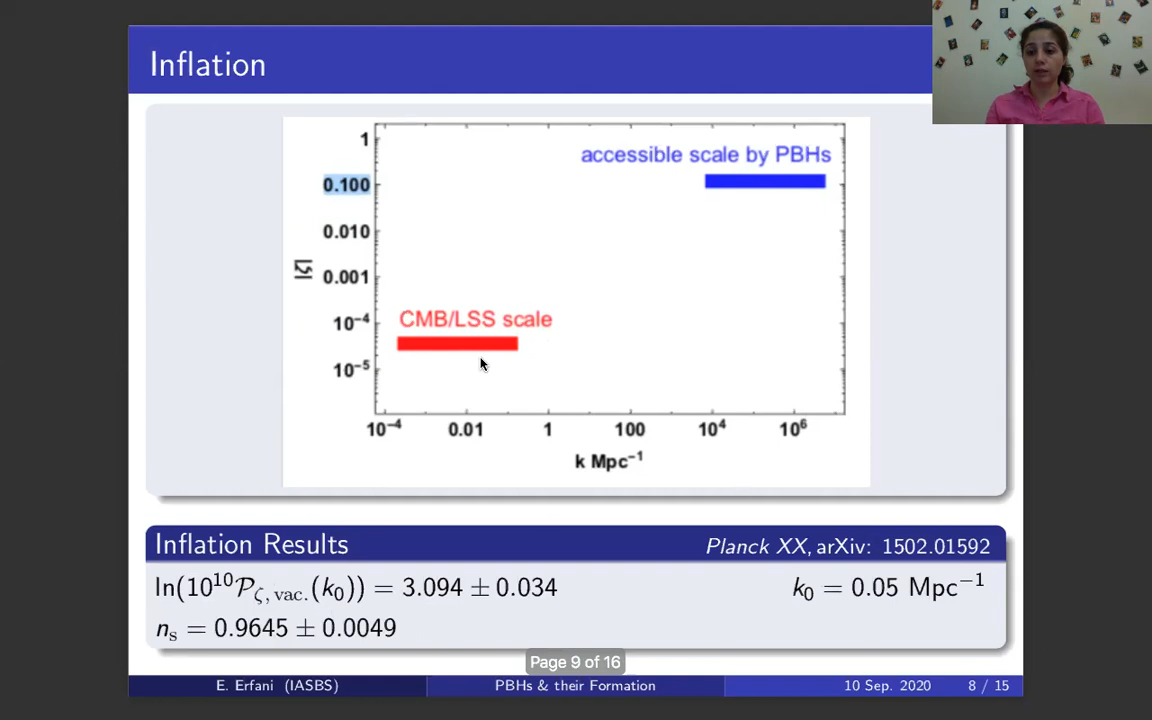 Inflation
accessible scale by PBHs
1
0.100
0.010
0.001
10⁻⁴
10⁻⁵
|ζ|
CMB/LSS scale
10⁻⁴ 0.01 1 100 10⁴ 10⁶
k Mpc⁻¹
Inflation Results Planck XX, arXiv: 1502.01592
ln(10¹⁰𝒫ζ,vac.(k₀)) = 3.094 ± 0.034 k₀ = 0.05 Mpc⁻¹
nₛ = 0.9645 ± 0.0049
Page 9 of 16
E. Erfani (IASBS) PBHs & their Formation 10 Sep. 2020 8 / 15